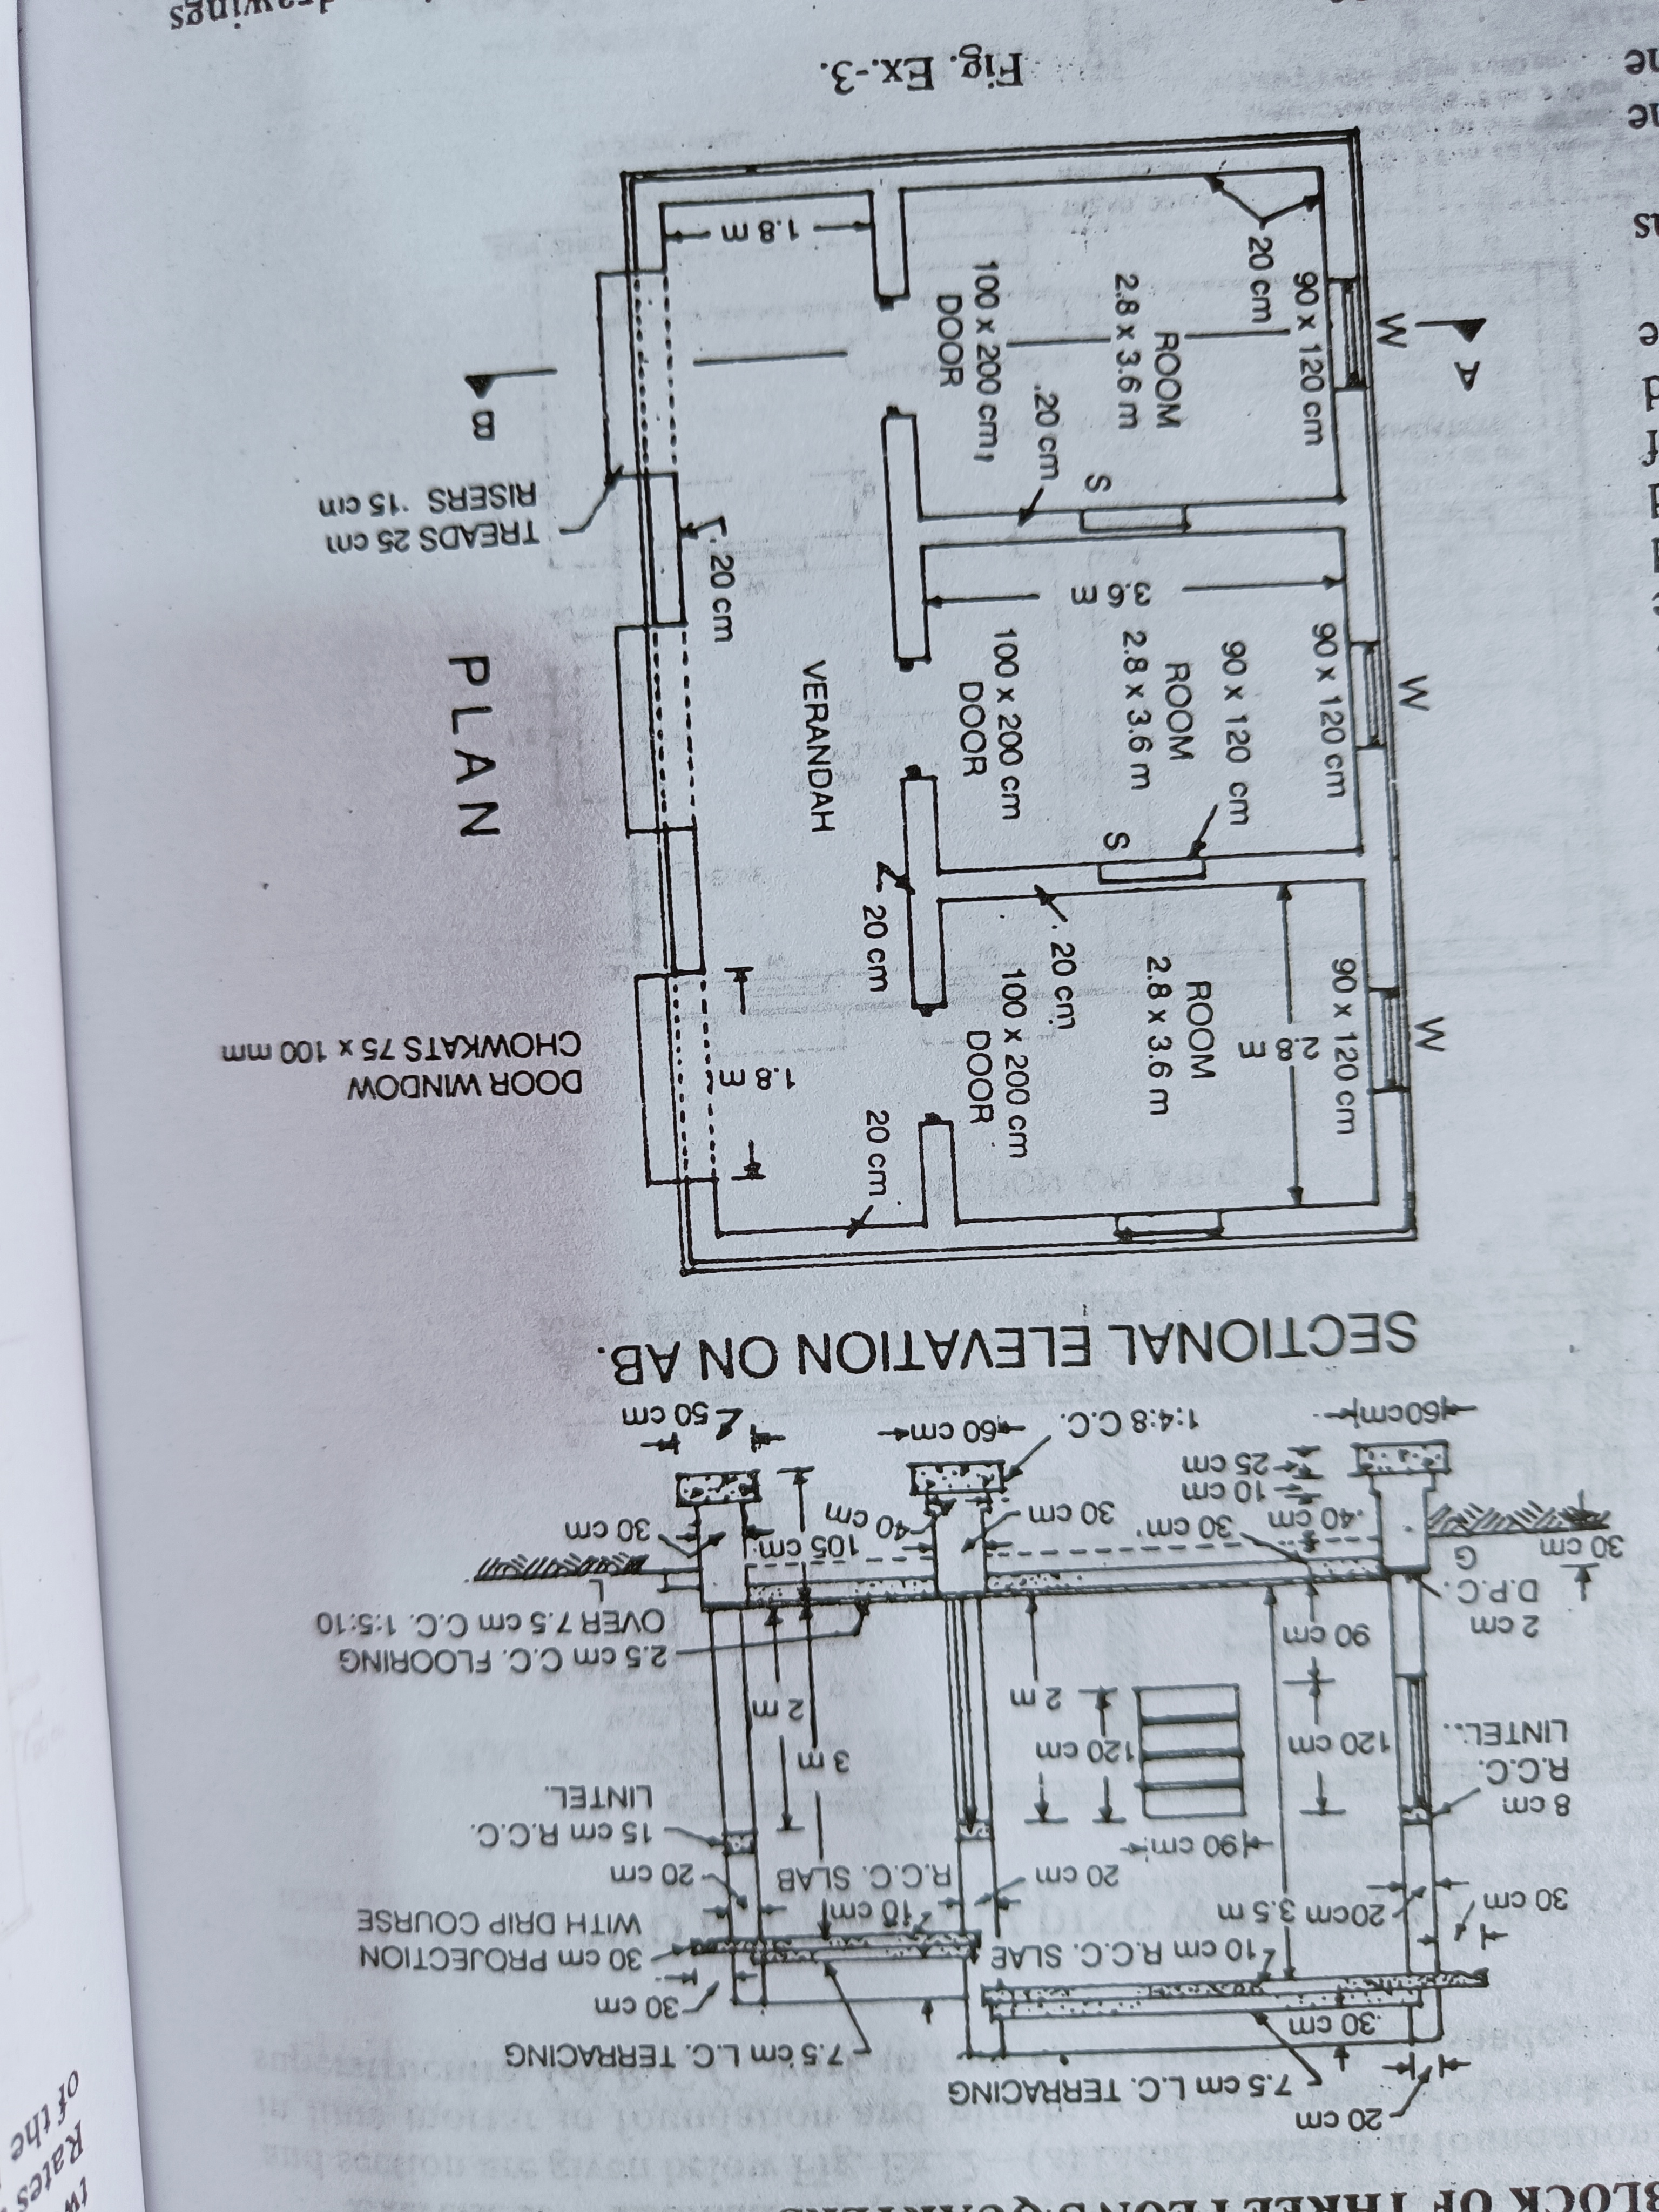 BLOCK OF THREE PEONS QUARTERS
20 cm
7.5 cm L.C. TERRACING
7.5 cm L.C. TERRACING
30 cm
30 cm
30 cm PROJECTION
WITH DRIP COURSE
10 cm R.C.C. SLAB
30 cm
10 cm
R.C.C. SLAB
20cm
3.5 m
20 cm
20 cm
90 cm
15 cm R.C.C.
LINTEL.
8 cm
R.C.C.
LINTEL.
120 cm
120 cm
3 m
2 m
2 m
2.5 cm C.C. FLOORING
OVER 7.5 cm C.C. 1:5:10
90 cm
2 cm
D.P.C.
G
30 cm
40 cm
30 cm
30 cm
40 cm
105 cm
30 cm
10 cm
25 cm
60cm
1:4:8 C.C.
60 cm
50 cm
SECTIONAL ELEVATION ON AB.
20 cm
DOOR WINDOW
CHOWKATS 75 x 100 mm
W
90 x 120 cm
2.8 m
ROOM
2.8 x 3.6 m
DOOR
100 x 200 cm
1.8 m
20 cm
20 cm
S
W
90 x 120 cm
90 x 120 cm
ROOM
2.8 x 3.6 m
3.6 m
DOOR
100 x 200 cm
VERANDAH
PLAN
20 cm
TREADS 25 cm
RISERS 15 cm
S
20 cm
A
W
90 x 120 cm
ROOM
2.8 x 3.6 m
DOOR
100 x 200 cm
B
20 cm
1.8 m
Fig. Ex.-3.
drawings
Rates
of the